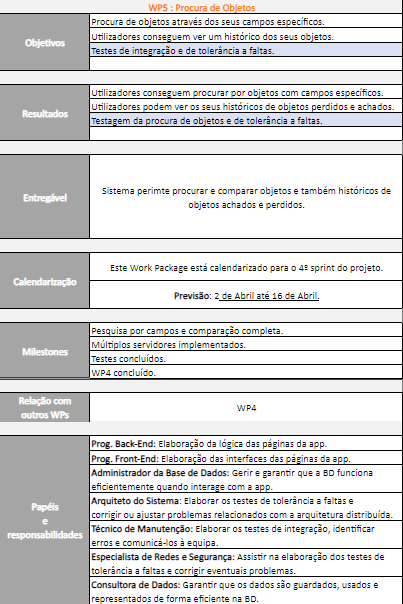 WP5 : Procura de Objetos
Objetivos
Procura de objetos através dos seus campos específicos.
Utilizadores conseguem ver um histórico dos seus objetos.
Testes de integração e de tolerância a faltas.
Resultados
Utilizadores conseguem procurar por objetos com campos específicos.
Utilizadores podem ver os seus históricos de objetos perdidos e achados.
Testagem da procura de objetos e de tolerância a faltas.
Entregável
Sistema perimte procurar e comparar objetos e também históricos de
objetos achados e perdidos.
Calendarização
Este Work Package está calendarizado para o 4º sprint do projeto.
Previsão: 2 de Abril até 16 de Abril.
Milestones
Pesquisa por campos e comparação completa.
Múltiplos servidores implementados.
Testes concluídos.
WP4 concluído.
Relação com
outros WPs
WP4
Papéis
e
responsabilidades
Prog. Back-End: Elaboração da lógica das páginas da app.
Prog. Front-End: Elaboração das interfaces das páginas da app.
Administrador da Base de Dados: Gerir e garantir que a BD funciona
eficientemente quando interage com a app.
Arquiteto do Sistema: Elaborar os testes de tolerância a faltas e
corrigir ou ajustar problemas relacionados com a arquitetura distribuída.
Técnico de Manutenção: Elaborar os testes de integração, identificar
erros e comunicá-los à equipa.
Especialista de Redes e Segurança: Assistir na elaboração dos testes de
tolerância a faltas e corrigir eventuais problemas.
Consultora de Dados: Garantir que os dados são guardados, usados e
representados de forma eficiente na BD.